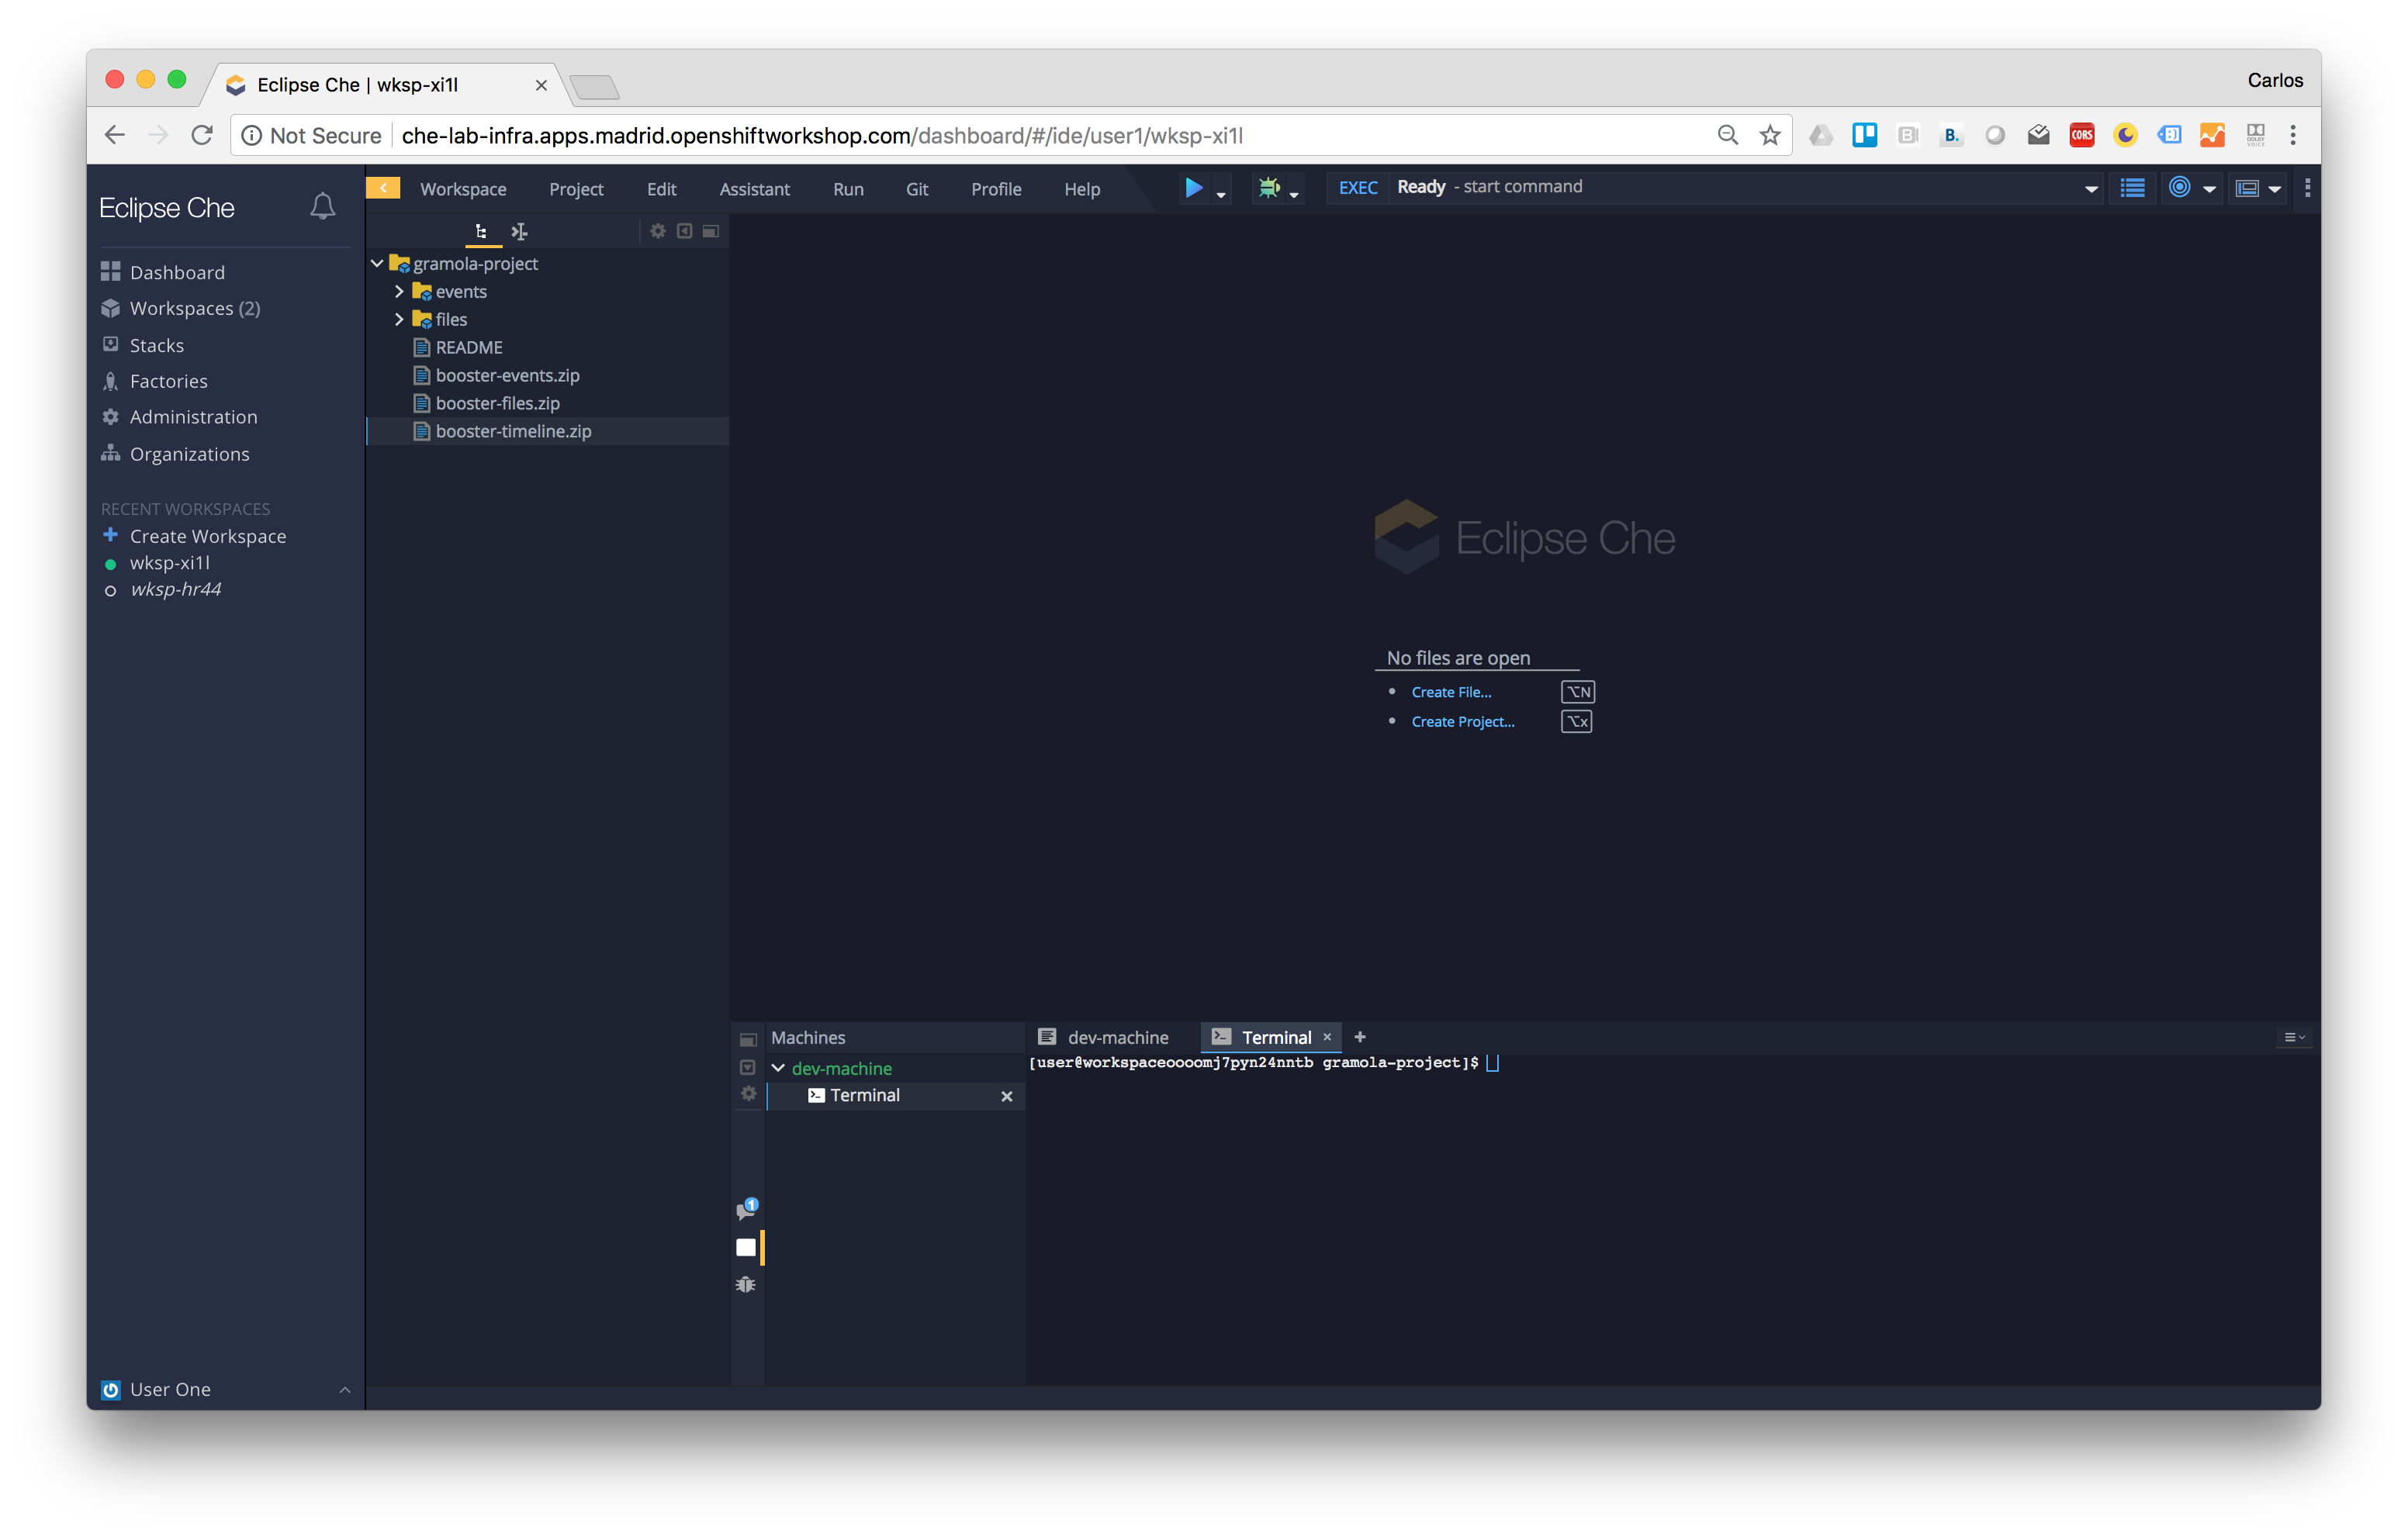 Eclipse Che | wksp-xi1l
Carlos
Not Secure
che-lab-infra.apps.madrid.openshiftworkshop.com/dashboard/#/ide/user1/wksp-xi1l
B.
CORS
Eclipse Che
Workspace Project Edit Assistant Run Git Profile Help
EXEC Ready - start command
Dashboard
Workspaces (2)
Stacks
Factories
Administration
Organizations
RECENT WORKSPACES
Create Workspace
wksp-xi1l
wksp-hr44
User One
gramola-project
events
files
README
booster-events.zip
booster-files.zip
booster-timeline.zip
Eclipse Che
No files are open
Create File... ⌥N
Create Project... ⌥x
Machines
dev-machine
Terminal
1
dev-machine
Terminal
[user@workspaceoooomj7pyn24nntb gramola-project]$